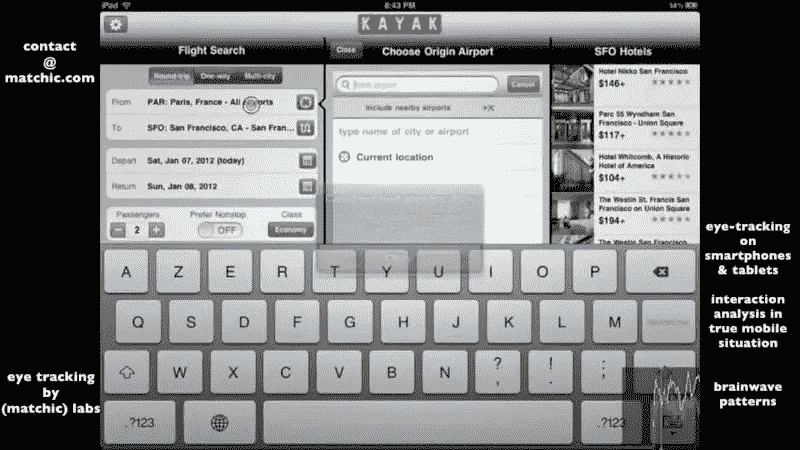 iPad
6:43 PM
14%
KAYAK
contact
@
matchic.com
Flight Search
Close
Choose Origin Airport
SFO Hotels
Round-trip
One-way
Multi-city
From
PAR: Paris, France - All Airports
To
SFO: San Francisco, CA - San Fran...
Depart
Sat, Jan 07, 2012 (today)
Return
Sun, Jan 08, 2012
Passengers
2
Prefer Nonstop
OFF
Class
Economy
Cancel
Include nearby airports
type name of city or airport
Current location
Hotel Nikko San Francisco
$146+
Parc 55 Wyndham San
Francisco - Union Square
$117+
Hotel Whitcomb, A Historic
Hotel of America
$104+
The Westin St. Francis San
Francisco on Union Square
$194+
The Westin San Francisco
A Z E R T Y U I O P
Q S D F G H J K L M
W X C V B N ? , ! . : ;
.?123
.?123
eye-tracking
on
smartphones
& tablets
interaction
analysis in
true mobile
situation
eye tracking
by
(matchic) labs
brainwave
patterns